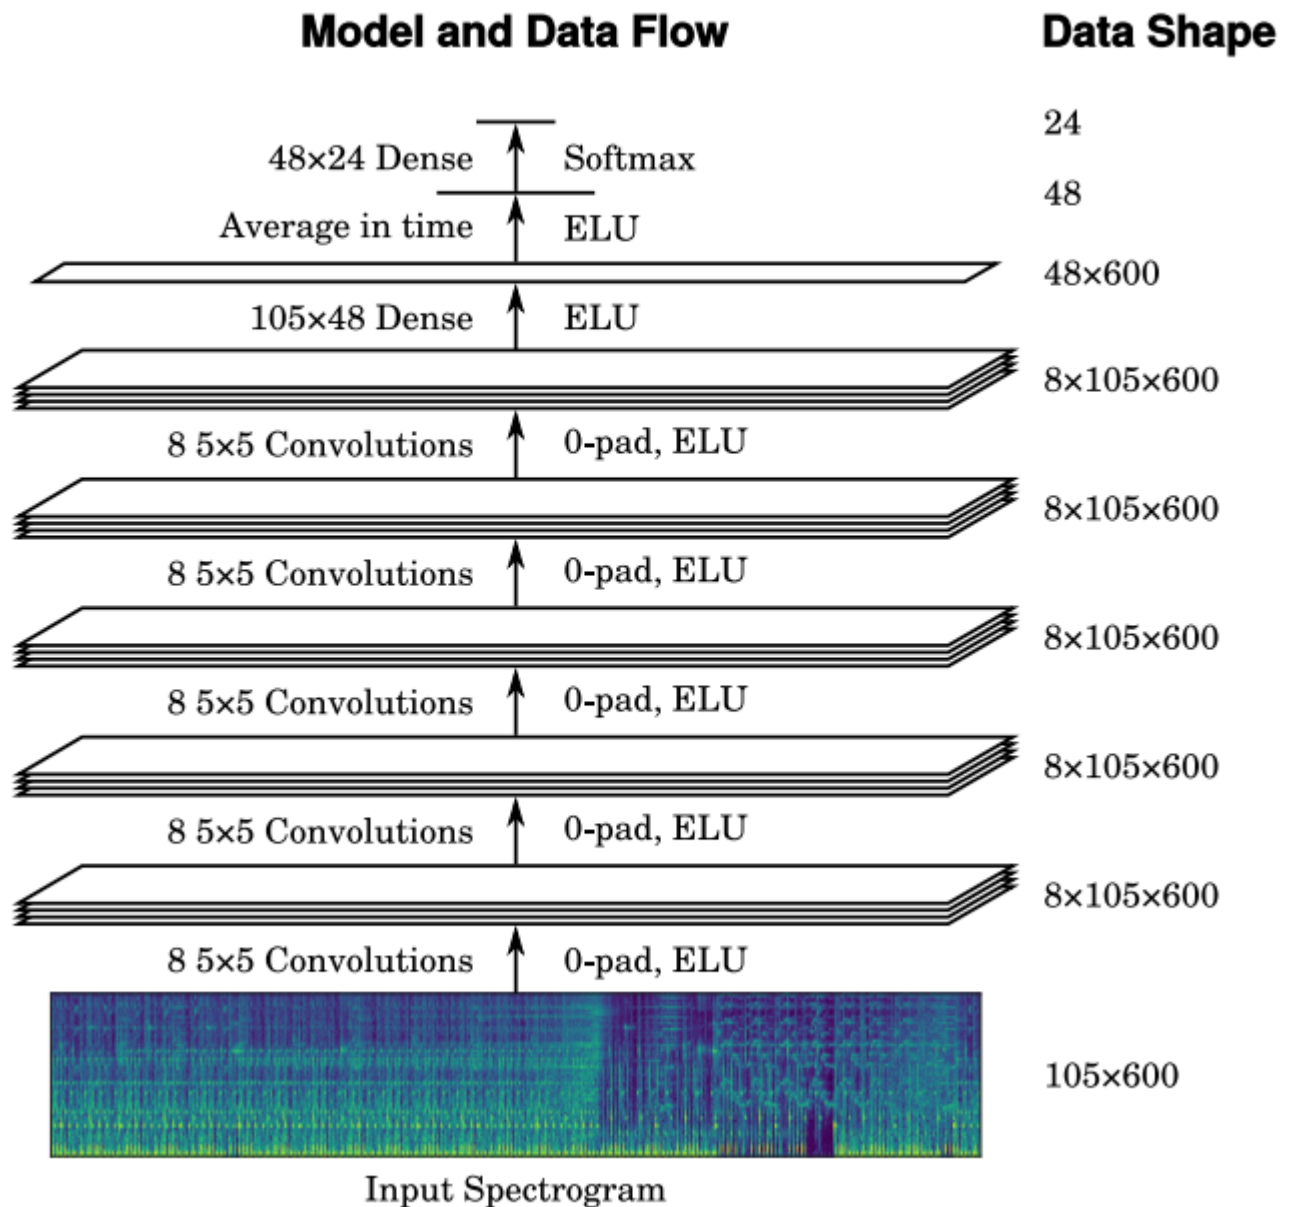 Model and Data Flow Data Shape
24
48×24 Dense Softmax
48
Average in time ELU
48×600
105×48 Dense ELU
8×105×600
8 5×5 Convolutions 0-pad, ELU
8×105×600
8 5×5 Convolutions 0-pad, ELU
8×105×600
8 5×5 Convolutions 0-pad, ELU
8×105×600
8 5×5 Convolutions 0-pad, ELU
8×105×600
8 5×5 Convolutions 0-pad, ELU
105×600
Input Spectrogram